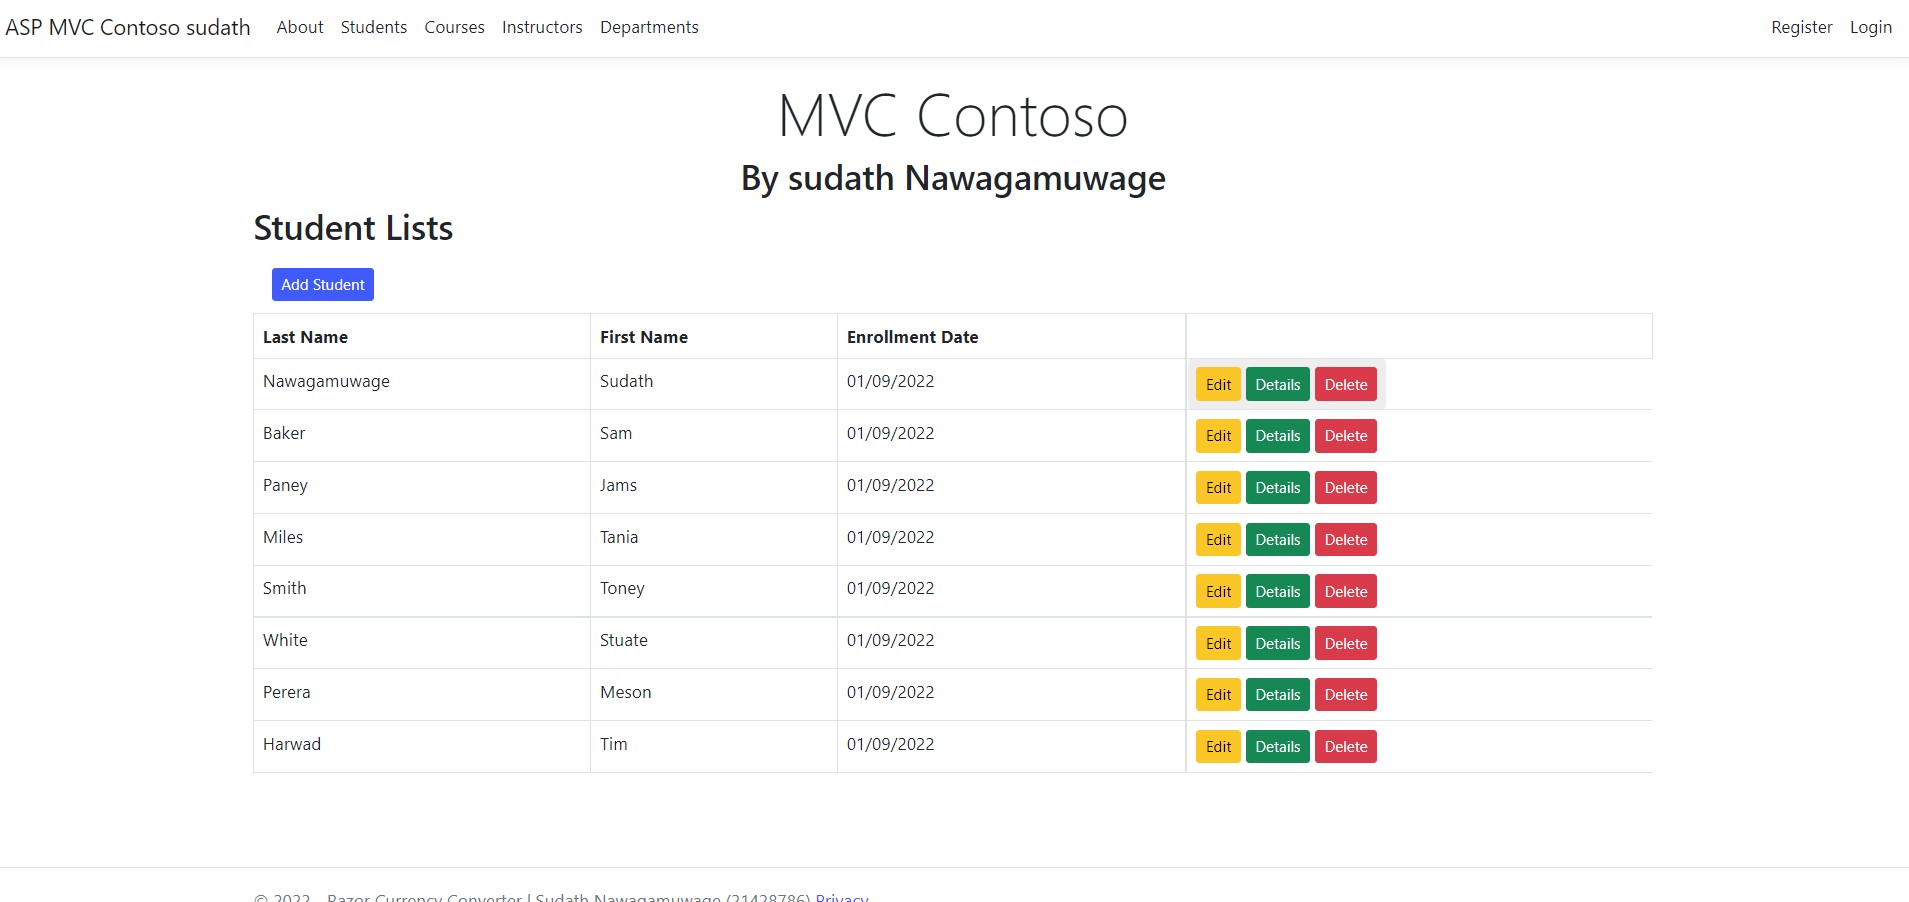 ASP MVC Contoso sudath About Students Courses Instructors Departments Register Login
MVC Contoso
By sudath Nawagamuwage
Student Lists
Add Student
Last Name First Name Enrollment Date
Nawagamuwage Sudath 01/09/2022 Edit Details Delete
Baker Sam 01/09/2022 Edit Details Delete
Paney Jams 01/09/2022 Edit Details Delete
Miles Tania 01/09/2022 Edit Details Delete
Smith Toney 01/09/2022 Edit Details Delete
White Stuate 01/09/2022 Edit Details Delete
Perera Meson 01/09/2022 Edit Details Delete
Harwad Tim 01/09/2022 Edit Details Delete
© 2022 - Razor Currency Converter | Sudath Nawagamuwage (21428786) Privacy